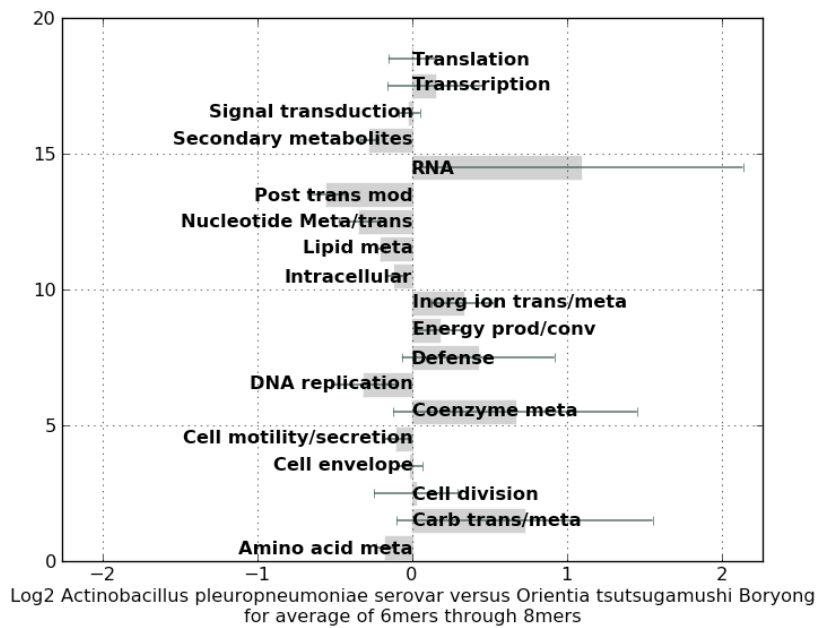 20
Translation
Transcription
Signal transduction
Secondary metabolites
15
RNA
Post trans mod
Nucleotide Meta/trans
Lipid meta
Intracellular
10
Inorg ion trans/meta
Energy prod/conv
Defense
DNA replication
5
Coenzyme meta
Cell motility/secretion
Cell envelope
Cell division
Carb trans/meta
Amino acid meta
0
−2 −1 0 1 2
Log2 Actinobacillus pleuropneumoniae serovar versus Orientia tsutsugamushi Boryong
for average of 6mers through 8mers